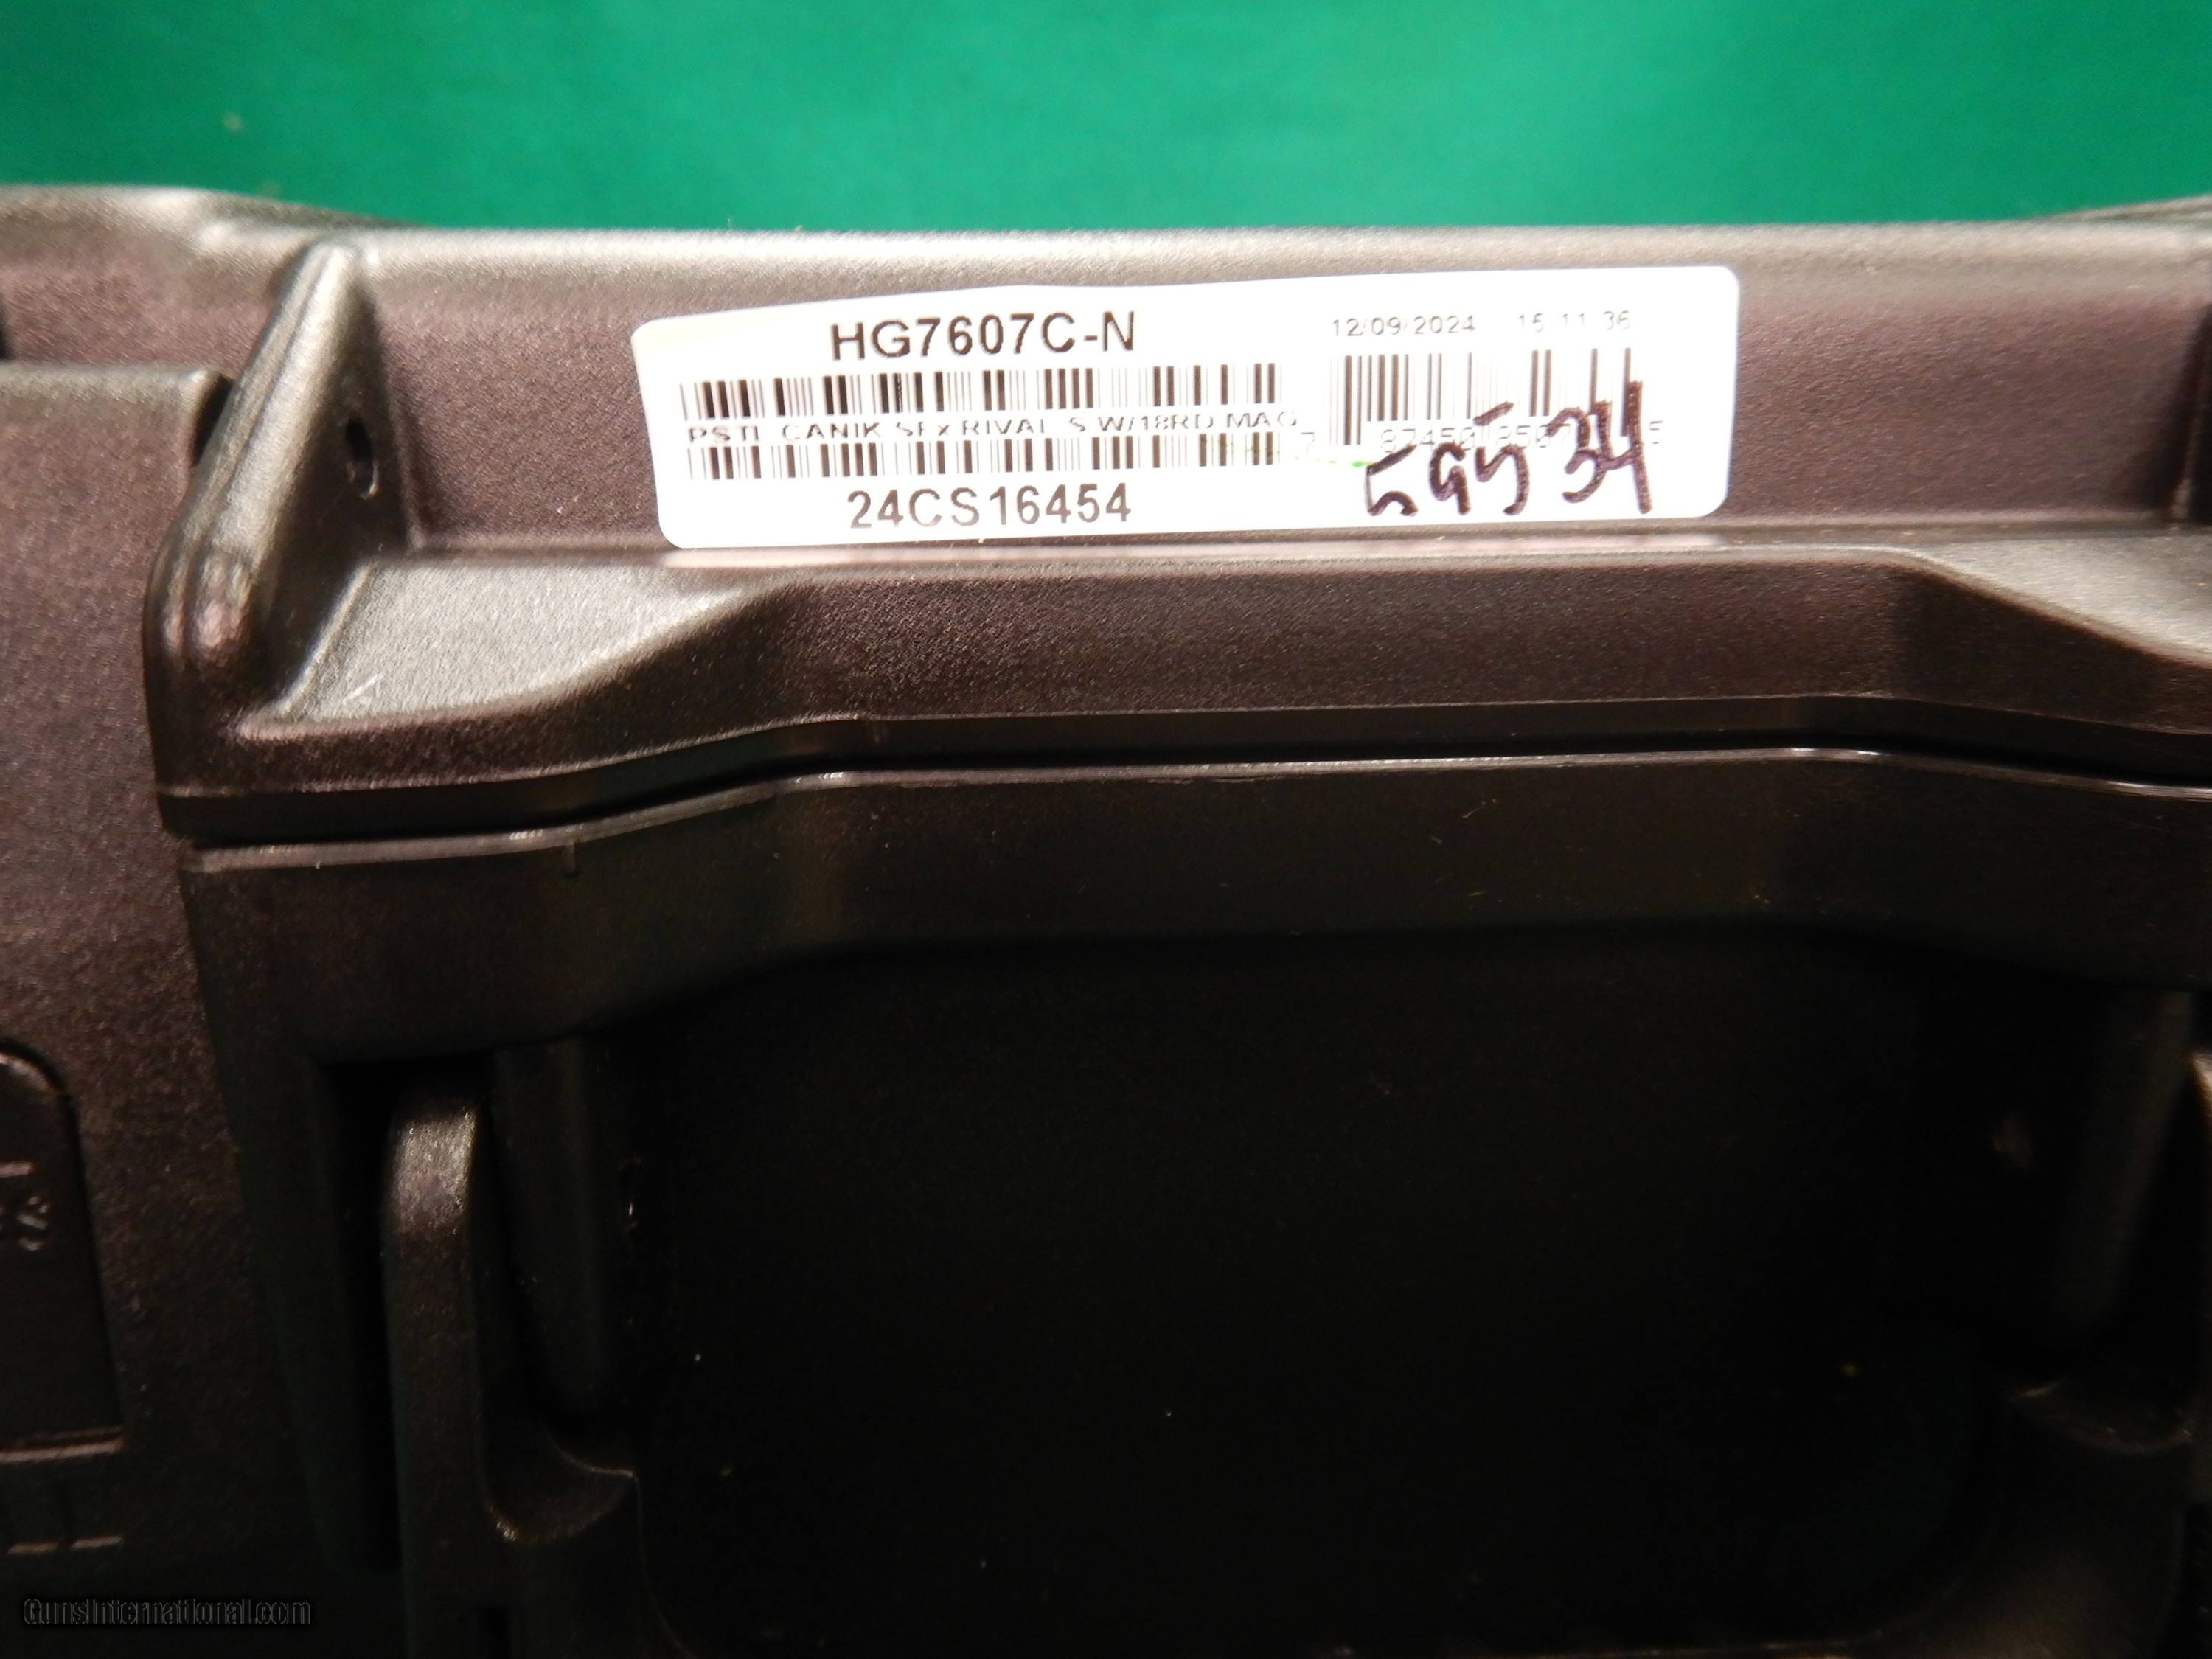 HG7607C-N
12/09/2024 15 11 36
PSTL CANIK SFx RIVAL S W/18RD MAG
24CS16454
59534
GunsInternational.com